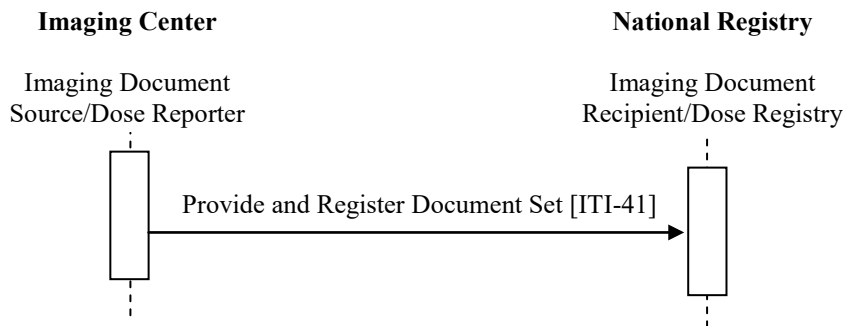 Imaging Center
National Registry
Imaging Document
Source/Dose Reporter
Imaging Document
Recipient/Dose Registry
Provide and Register Document Set [ITI-41]